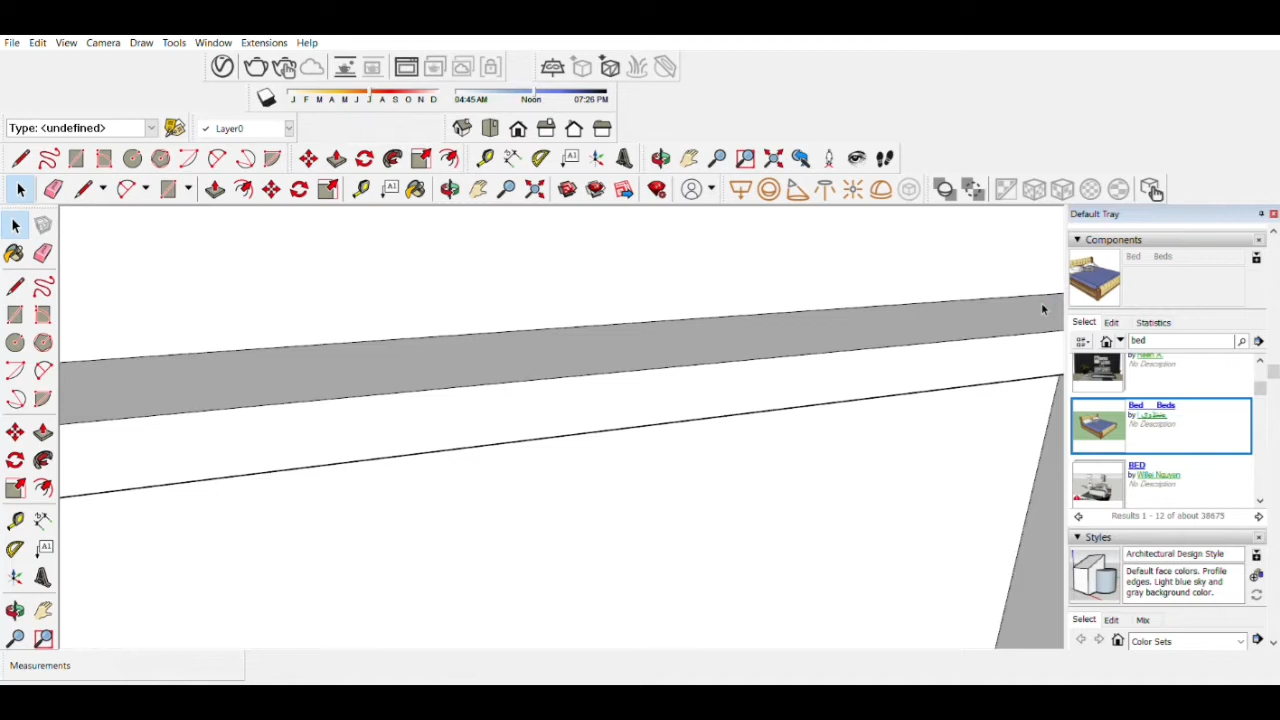 File Edit View Camera Draw Tools Window Extensions Help
J F M A M J J A S O N D 04:45 AM Noon 07:26 PM
Type: <undefined> Layer0
Default Tray
Components
Bed Beds
Select Edit Statistics
bed
No Description
Bed Beds
by
No Description
BED
by Willei Nguyen
No Description
Results 1 - 12 of about 38675
Styles
Architectural Design Style
Default face colors. Profile
edges. Light blue sky and
gray background color.
Select Edit Mix
Color Sets
Measurements